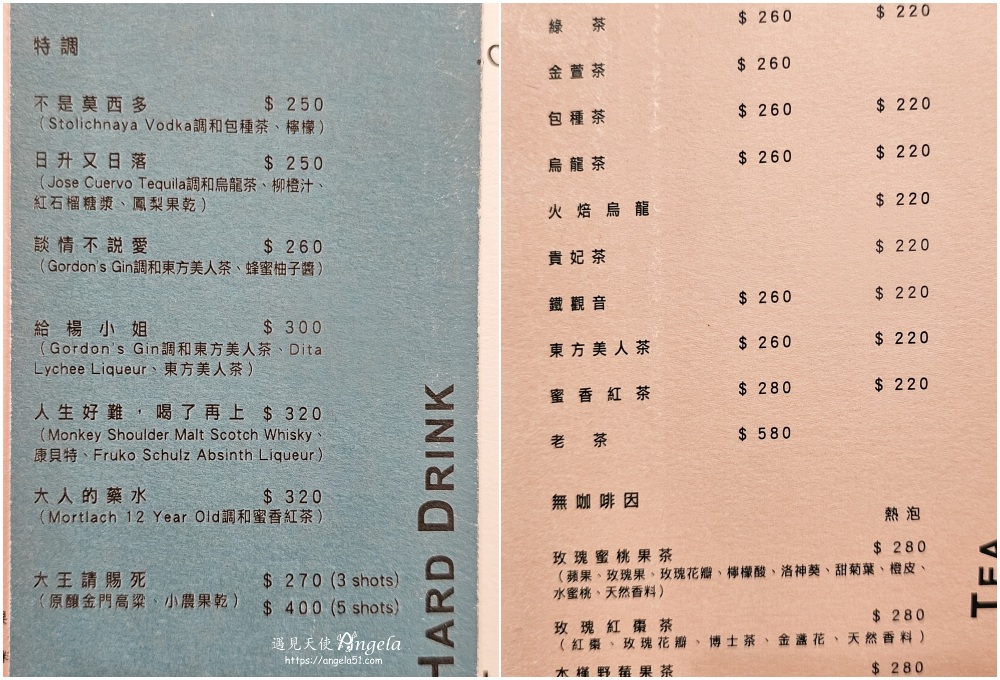 特調
不是莫西多 $ 250
（Stolichnaya Vodka調和包種茶、檸檬）
日升又日落 $ 250
（Jose Cuervo Tequila調和烏龍茶、柳橙汁、
紅石榴糖漿、鳳梨果乾）
談情不說愛 $ 260
（Gordon's Gin調和東方美人茶、蜂蜜柚子醬）
給楊小姐 $ 300
（Gordon's Gin調和東方美人茶、Dita
Lychee Liqueur、東方美人茶）
人生好難，喝了再上 $ 320
（Monkey Shoulder Malt Scotch Whisky、
康貝特、Fruko Schulz Absinth Liqueur）
大人的藥水 $ 320
（Mortlach 12 Year Old調和蜜香紅茶）
大王請賜死 $ 270 (3 shots)
（原釀金門高粱、小農果乾） $ 400 (5 shots)
HARD DRINK
遇見天使 Angela
https://angela51.com
綠茶 $ 260 $ 220
金萱茶 $ 260
包種茶 $ 260 $ 220
烏龍茶 $ 260 $ 220
火焙烏龍 $ 220
貴妃茶 $ 220
鐵觀音 $ 260 $ 220
東方美人茶 $ 260 $ 220
蜜香紅茶 $ 280 $ 220
老茶 $ 580
無咖啡因
熱泡
玫瑰蜜桃果茶 $ 280
（蘋果、玫瑰果、玫瑰花瓣、檸檬酸、洛神葵、甜菊葉、橙皮、
水蜜桃、天然香料）
玫瑰紅棗茶 $ 280
（紅棗、玫瑰花瓣、博士茶、金盞花、天然香料）
木槿野莓果茶 $ 280
TEA